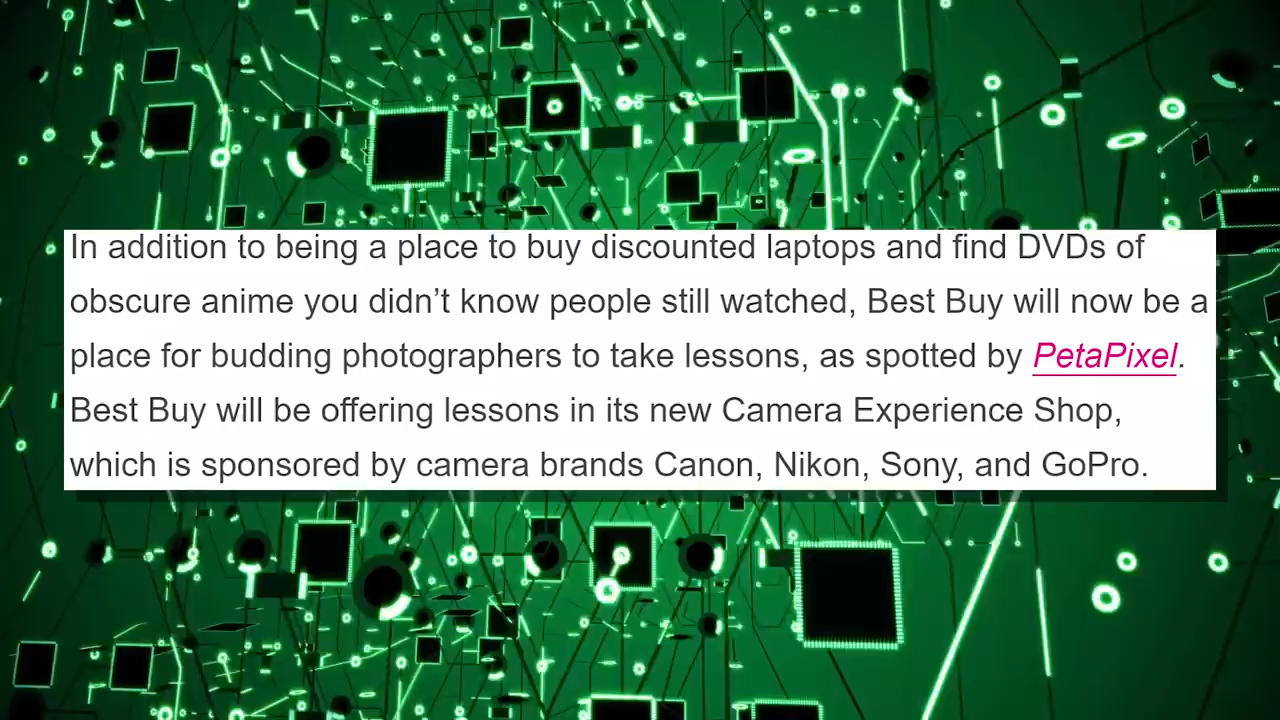 In addition to being a place to buy discounted laptops and find DVDs of
obscure anime you didn’t know people still watched, Best Buy will now be a
place for budding photographers to take lessons, as spotted by PetaPixel.
Best Buy will be offering lessons in its new Camera Experience Shop,
which is sponsored by camera brands Canon, Nikon, Sony, and GoPro.